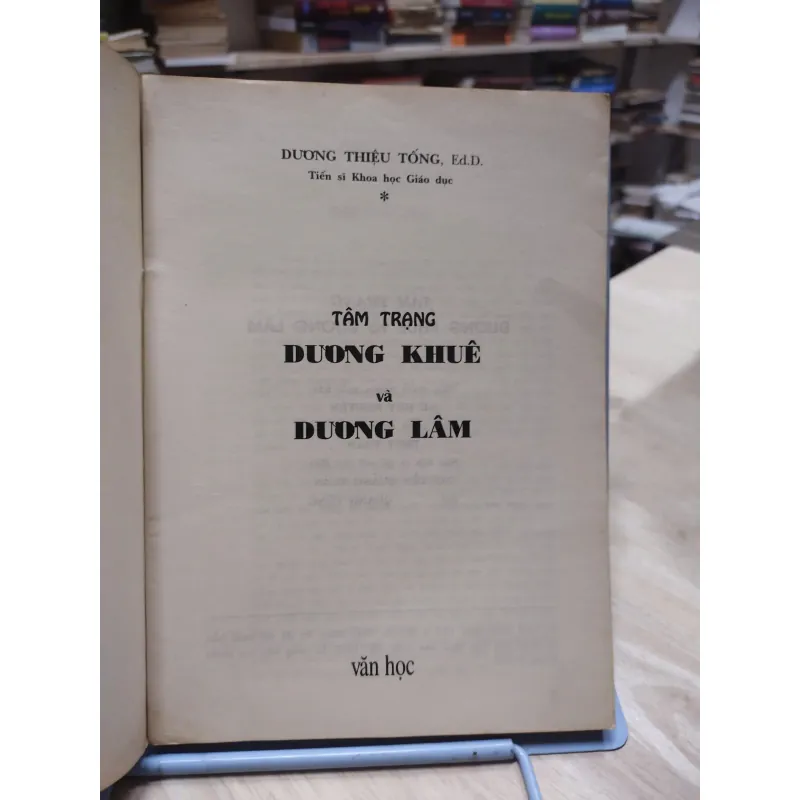 DƯƠNG THIỆU TỐNG, Ed.D.
Tiến sĩ Khoa học Giáo dục
*
TÂM TRẠNG
DƯƠNG KHUÊ
và
DƯƠNG LÂM
văn học